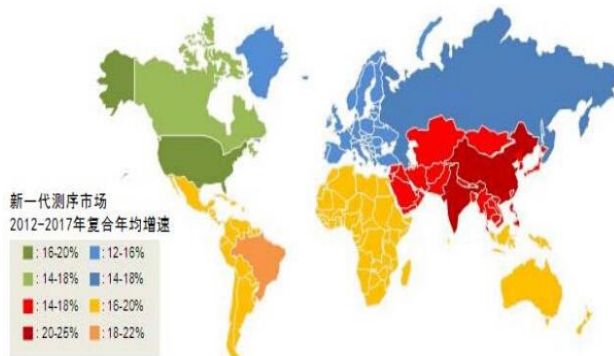 新一代测序市场
2012-2017年复合年均增速
: 16-20% : 12-16%
: 14-18% : 14-18%
: 14-18% : 16-20%
: 20-25% : 18-22%